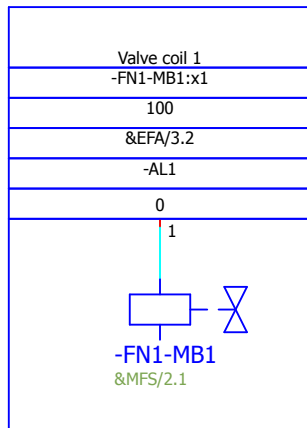 Valve coil 1
-FN1-MB1:x1
100
&EFA/3.2
-AL1
0
1
-FN1-MB1
&MFS/2.1